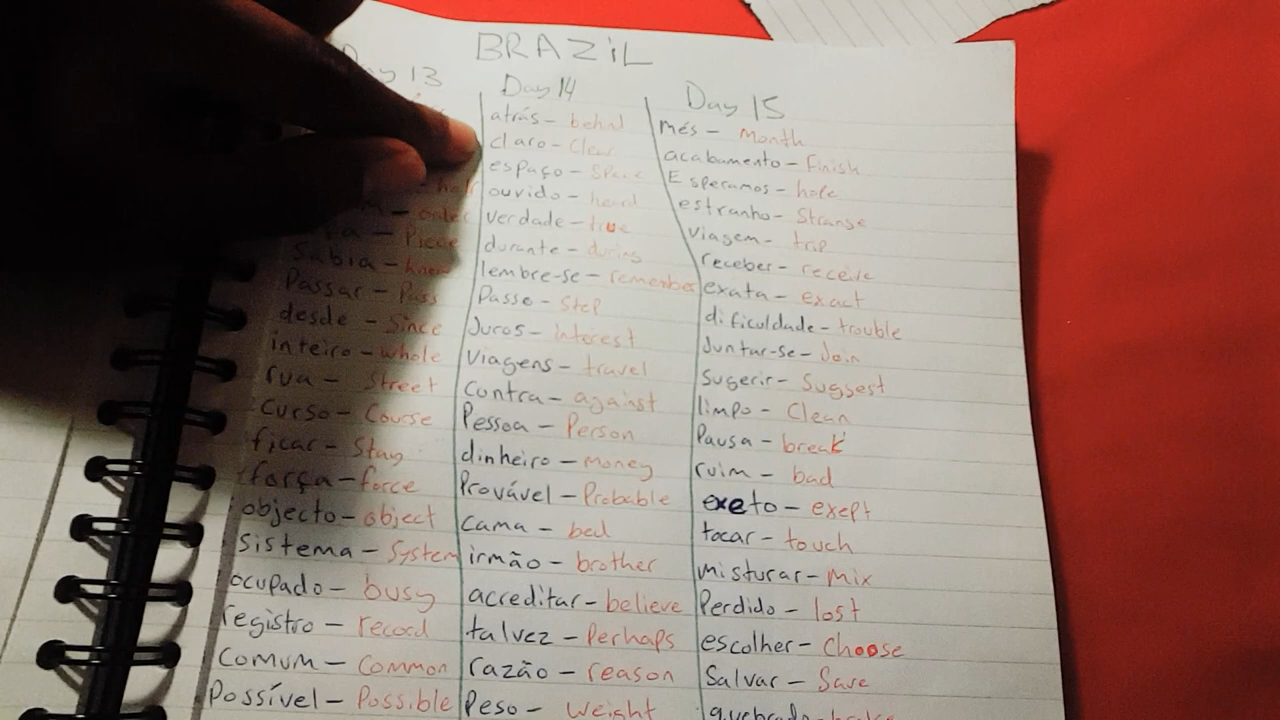 BRAZiL
Day 13
sabia - knew
Passar - Pass
desde - Since
inteiro - whole
rua - Street
Curso - Course
ficar - Stay
força - force
objecto - object
Sistema - System
ocupado - busy
registro - record
Comum - Common
Possível - Possible
Day 14
atrás - behind
claro - Clear
espaço - Space
ouvido - heard
verdade - true
durante - during
lembre-se - remember
Passo - Step
Juros - interest
Viagens - travel
Contra - against
Pessoa - Person
dinheiro - money
Provável - Probable
Cama - bed
irmão - brother
acreditar - believe
talvez - Perhaps
razão - reason
Peso - weight
Day 15
mês - Month
acabamento - Finish
Esperamos - hole
estranho - Strange
Viagem - trip
receber - receive
exata - exact
dificuldade - trouble
Juntar-se - Join
Sugerir - Suggest
limpo - Clean
Pausa - break
ruim - bad
exeto - exept
tocar - touch
misturar - mix
Perdido - lost
escolher - Choose
Salvar - Save